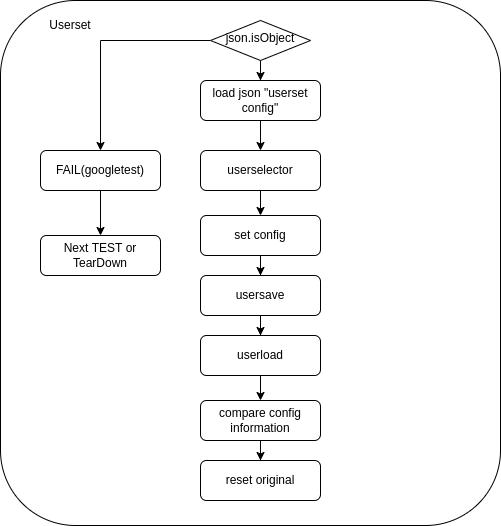 Userset
json.isObject
load json "userset
config"
FAIL(googletest)
userselector
Next TEST or
TearDown
set config
usersave
userload
compare config
information
reset original